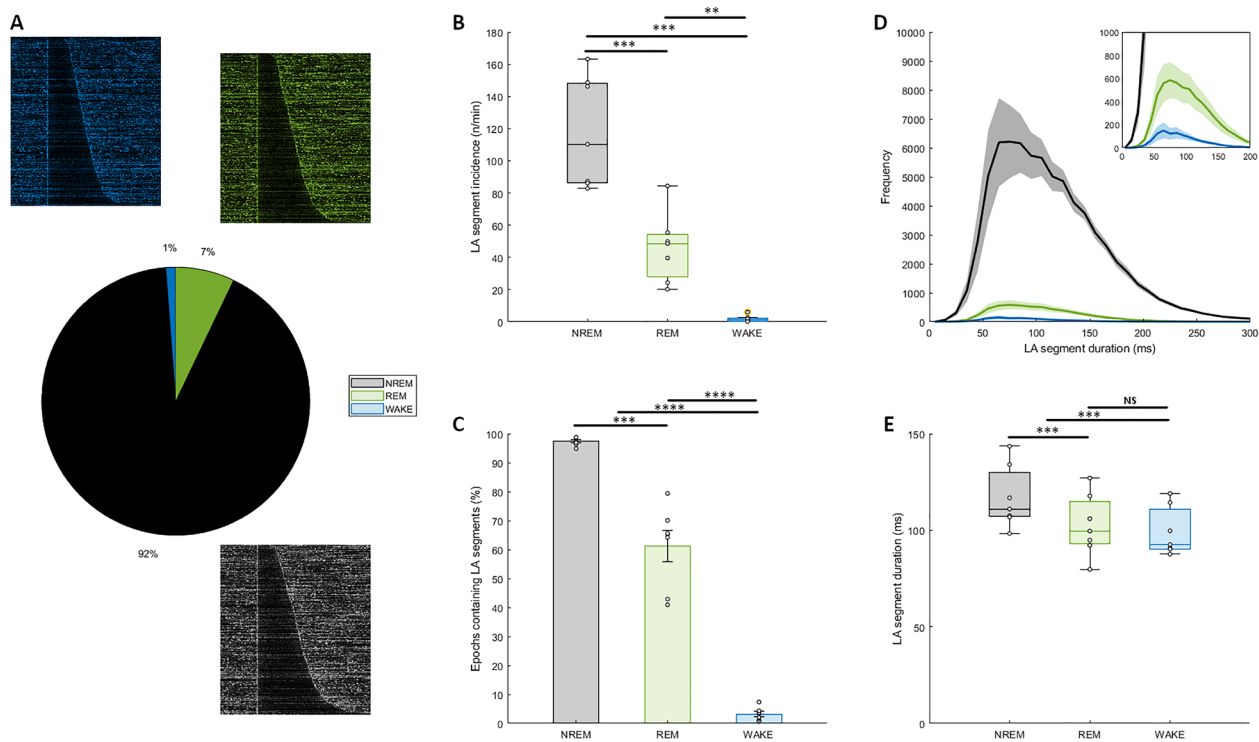 A
1%
7%
92%
NREM
REM
WAKE
B
**
***
***
LA segment incidence (n/min)
180
160
140
120
100
80
60
40
20
0
NREM REM WAKE
C
****
****
***
Epochs containing LA segments (%)
100
90
80
70
60
50
40
30
20
10
0
NREM REM WAKE
D
Frequency
10000
9000
8000
7000
6000
5000
4000
3000
2000
1000
0
0 50 100 150 200 250 300
LA segment duration (ms)
1000
800
600
400
200
0
0 50 100 150 200
E
NS
***
***
LA segment duration (ms)
150
100
50
0
NREM REM WAKE